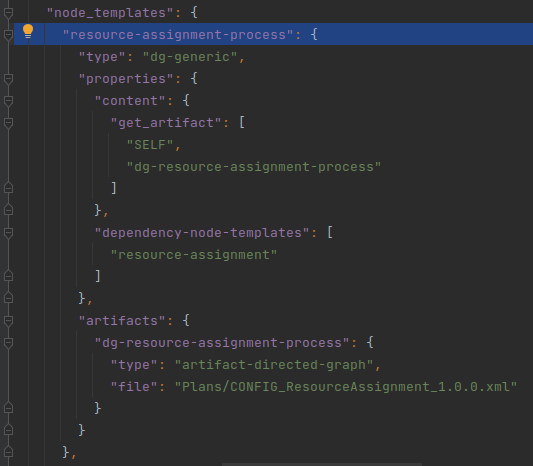 "node_templates": {
"resource-assignment-process": {
"type": "dg-generic",
"properties": {
"content": {
"get_artifact": [
"SELF",
"dg-resource-assignment-process"
]
},
"dependency-node-templates": [
"resource-assignment"
]
},
"artifacts": {
"dg-resource-assignment-process": {
"type": "artifact-directed-graph",
"file": "Plans/CONFIG_ResourceAssignment_1.0.0.xml"
}
}
},